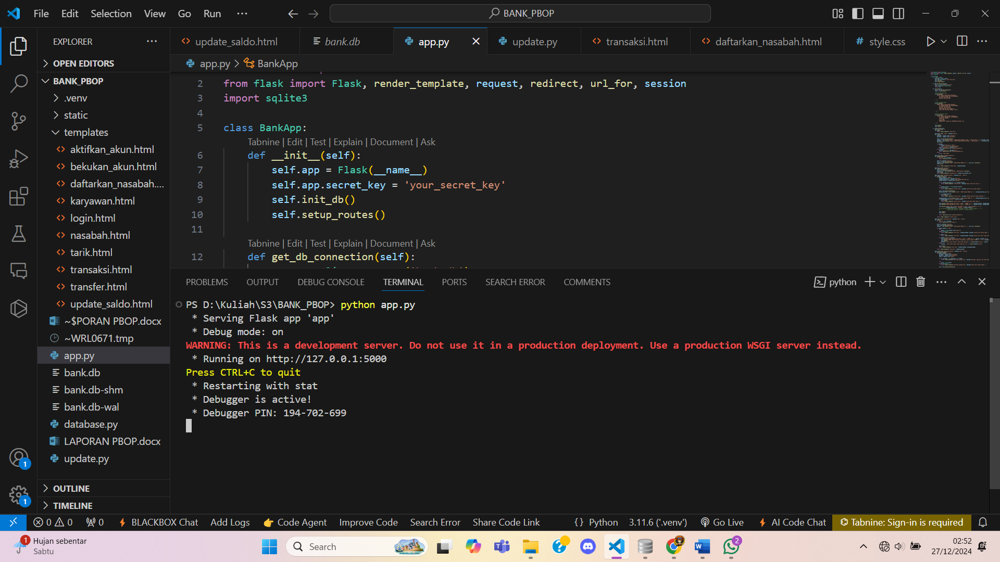 File Edit Selection View Go Run ···
BANK_PBOP
EXPLORER ···
OPEN EDITORS
BANK_PBOP
.venv
static
templates
aktifkan_akun.html
bekukan_akun.html
daftarkan_nasabah....
karyawan.html
login.html
nasabah.html
tarik.html
transaksi.html
transfer.html
update_saldo.html
~$PORAN PBOP.docx
~WRL0671.tmp
app.py
bank.db
bank.db-shm
bank.db-wal
database.py
LAPORAN PBOP.docx
update.py
OUTLINE
TIMELINE
1
1
update_saldo.html bank.db app.py update.py transaksi.html daftarkan_nasabah.html # style.css
app.py > BankApp
2 from flask import Flask, render_template, request, redirect, url_for, session
3 import sqlite3
4
5 class BankApp:
Tabnine | Edit | Test | Explain | Document | Ask
6 def __init__(self):
7 self.app = Flask(__name__)
8 self.app.secret_key = 'your_secret_key'
9 self.init_db()
10 self.setup_routes()
11
Tabnine | Edit | Test | Explain | Document | Ask
12 def get_db_connection(self):
PROBLEMS OUTPUT DEBUG CONSOLE TERMINAL PORTS SEARCH ERROR COMMENTS
python
PS D:\Kuliah\S3\BANK_PBOP> python app.py
* Serving Flask app 'app'
* Debug mode: on
WARNING: This is a development server. Do not use it in a production deployment. Use a production WSGI server instead.
* Running on http://127.0.0.1:5000
Press CTRL+C to quit
* Restarting with stat
* Debugger is active!
* Debugger PIN: 194-702-699
0 0 0 BLACKBOX Chat Add Logs Code Agent Improve Code Search Error Share Code Link {} Python 3.11.6 ('.venv') Go Live AI Code Chat Tabnine: Sign-in is required
1 Hujan sebentar
Sabtu
Search
2
02:52
27/12/2024